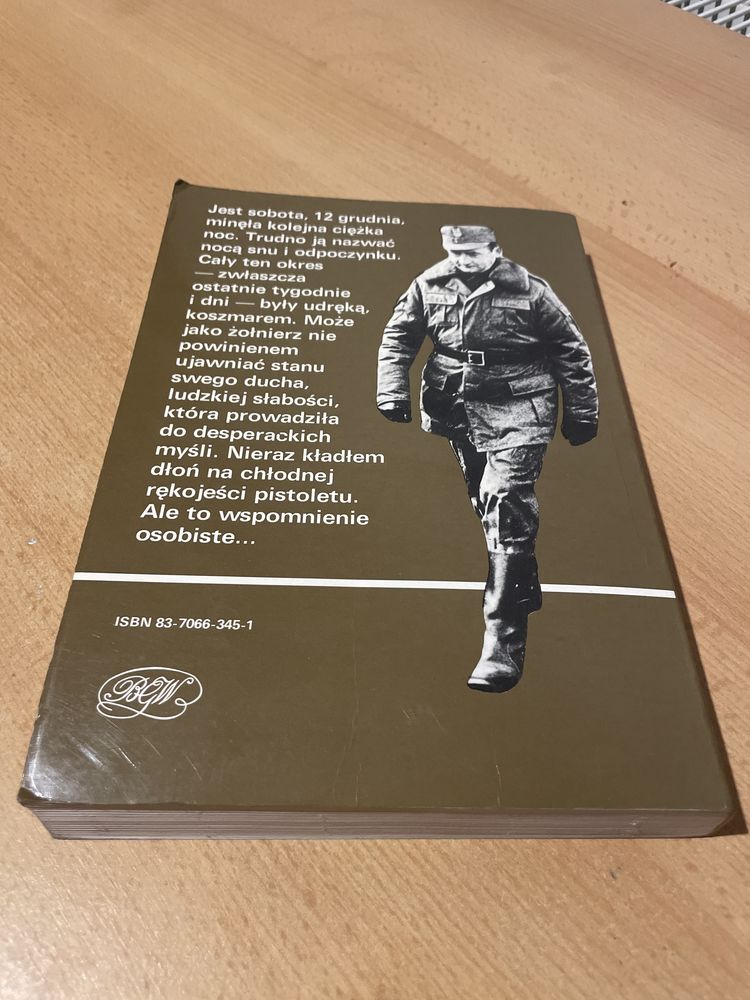 Jest sobota, 12 grudnia,
minęła kolejna ciężka
noc. Trudno ją nazwać
nocą snu i odpoczynku.
Cały ten okres
— zwłaszcza
ostatnie tygodnie
i dni — były udręką,
koszmarem. Może
jako żołnierz nie
powinienem
ujawniać stanu
swego ducha,
ludzkiej słabości,
która prowadziła
do desperackich
myśli. Nieraz kładłem
dłoń na chłodnej
rękojeści pistoletu.
Ale to wspomnienie
osobiste...
ISBN 83-7066-345-1
BGW